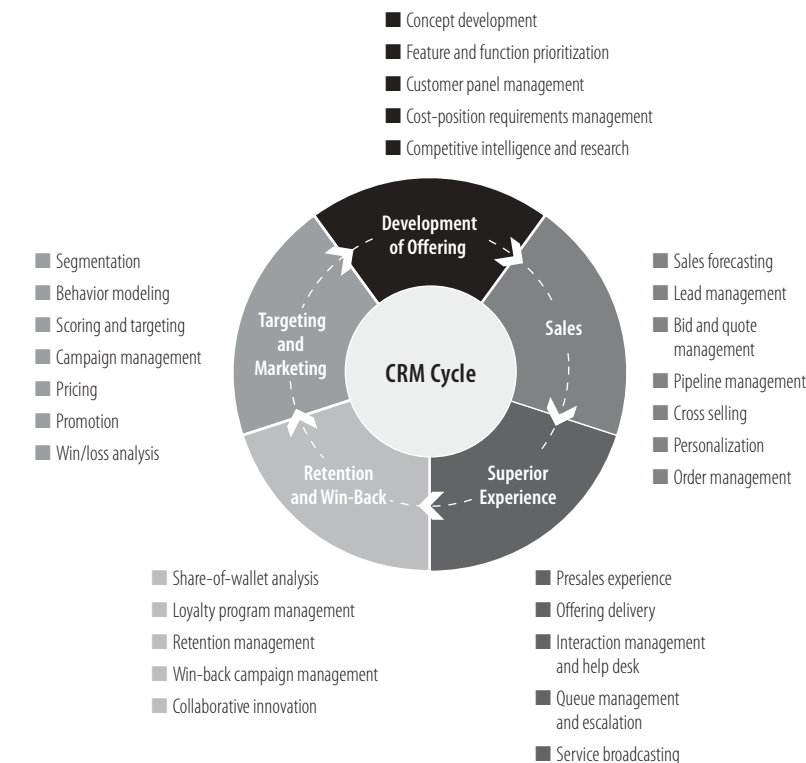 Concept development
Feature and function prioritization
Customer panel management
Cost-position requirements management
Competitive intelligence and research
Development
of Offering
Segmentation
Behavior modeling
Scoring and targeting
Campaign management
Pricing
Promotion
Win/loss analysis
Targeting
and
Marketing
CRM Cycle
Sales
Sales forecasting
Lead management
Bid and quote
management
Pipeline management
Cross selling
Personalization
Order management
Retention
and Win-Back
Superior
Experience
Share-of-wallet analysis
Loyalty program management
Retention management
Win-back campaign management
Collaborative innovation
Presales experience
Offering delivery
Interaction management
and help desk
Queue management
and escalation
Service broadcasting